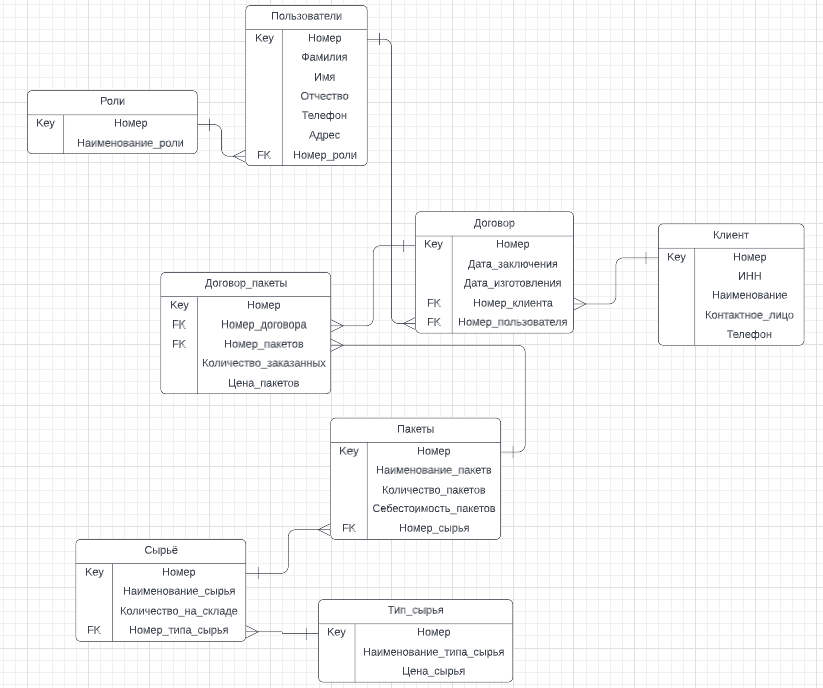 Пользователи
Key Номер
Фамилия
Имя
Отчество
Телефон
Адрес
FK Номер_роли
Роли
Key Номер
Наименование_роли
Договор
Key Номер
Дата_заключения
Дата_изготовления
FK Номер_клиента
FK Номер_пользователя
Клиент
Key Номер
ИНН
Наименование
Контактное_лицо
Телефон
Договор_пакеты
Key Номер
FK Номер_договора
FK Номер_пакетов
Количество_заказанных
Цена_пакетов
Пакеты
Key Номер
Наименование_пакетв
Количество_пакетов
Себестоимость_пакетов
FK Номер_сырья
Сырьё
Key Номер
Наименование_сырья
Количество_на_складе
FK Номер_типа_сырья
Тип_сырья
Key Номер
Наименование_типа_сырья
Цена_сырья